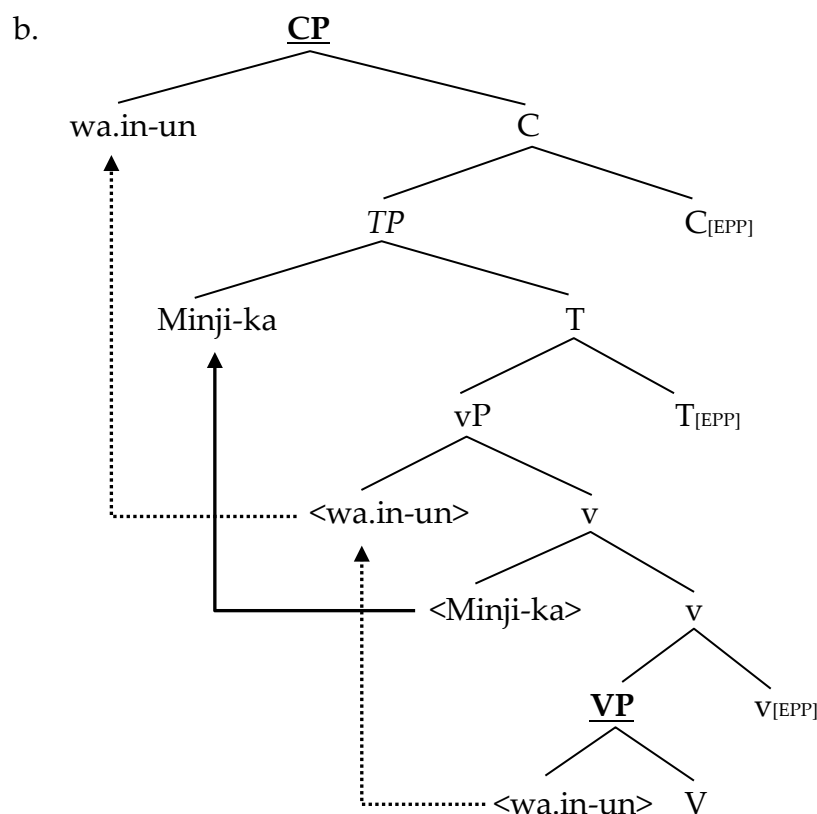 b. CP
wa.in-un C
TP C[EPP]
Minji-ka T
vP T[EPP]
<wa.in-un> v
<Minji-ka> v
VP v[EPP]
<wa.in-un> V